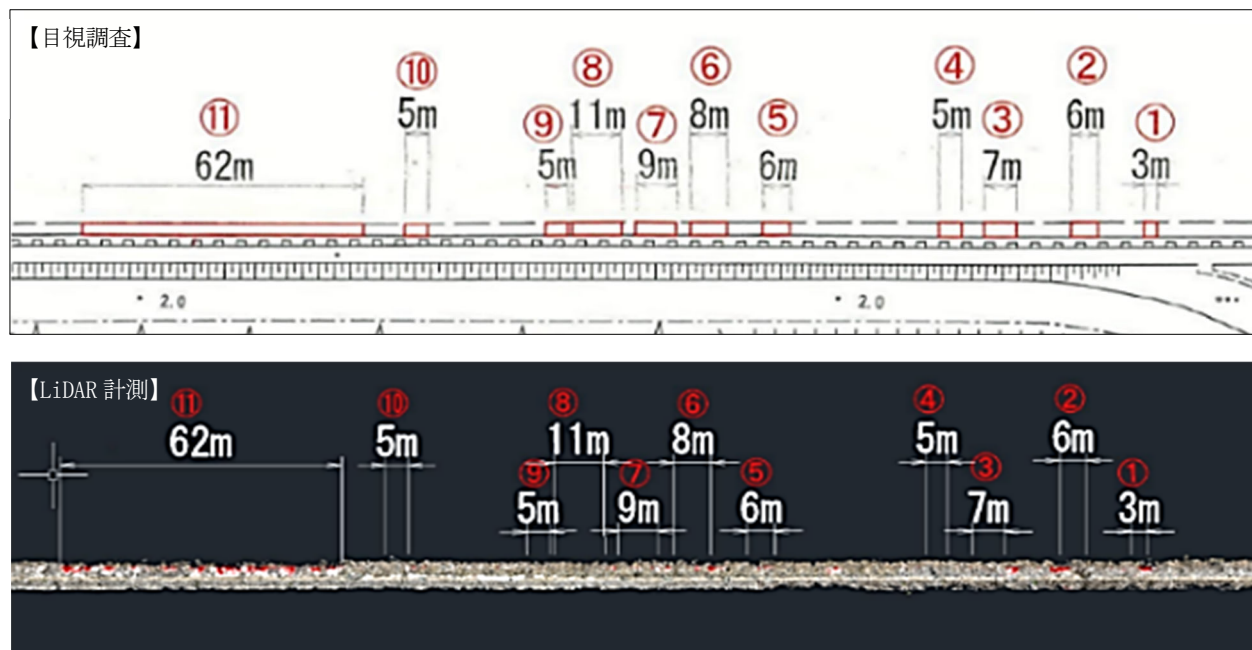 【目視調査】
⑩ ⑧ ⑥ ④ ②
5m 11m 8m 5m 6m
⑪ ⑨ ⑦ ⑤ ③ ①
62m 5m 9m 6m 7m 3m
2.0 2.0
【LiDAR 計測】
⑪ ⑩ ⑧ ⑥ ④ ②
62m 5m 11m 8m 5m 6m
⑨ ⑦ ⑤ ③ ①
5m 9m 6m 7m 3m